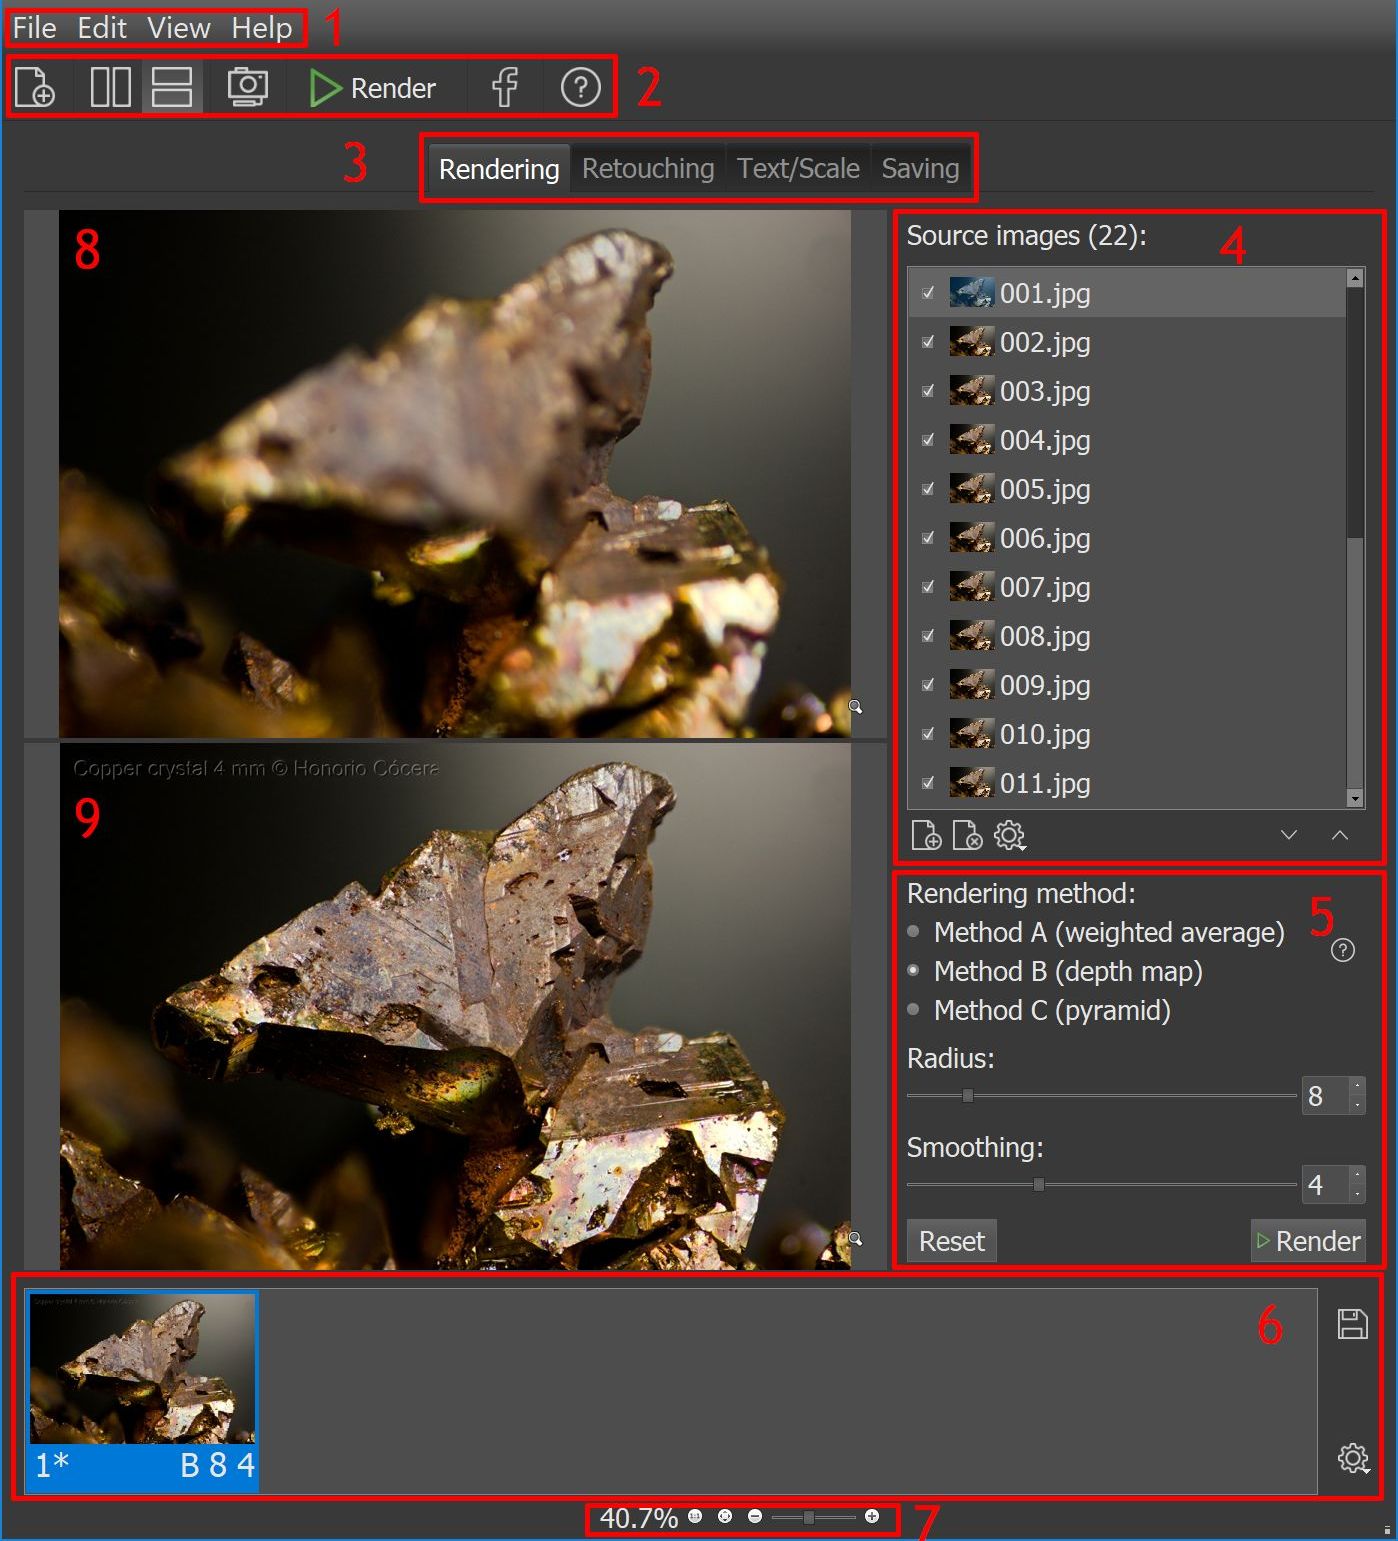 File Edit View Help 1
Render f ? 2
3 Rendering Retouching Text/Scale Saving
8
Source images (22): 4
001.jpg
002.jpg
003.jpg
004.jpg
005.jpg
006.jpg
007.jpg
008.jpg
009.jpg
010.jpg
011.jpg
Copper crystal 4 mm © Honorio Cócera
9
Rendering method: 5
Method A (weighted average) ?
Method B (depth map)
Method C (pyramid)
Radius:
8
Smoothing:
4
Reset Render
6
1* B 8 4
40.7% 1:1 7